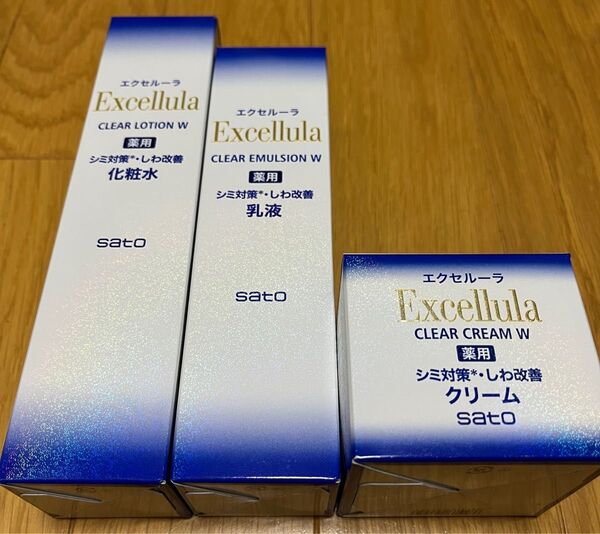 エクセルーラ
Excellula
CLEAR LOTION W
薬用
シミ対策*・しわ改善
化粧水
sato
エクセルーラ
Excellula
CLEAR EMULSION W
薬用
シミ対策*・しわ改善
乳液
sato
エクセルーラ
Excellula
CLEAR CREAM W
薬用
シミ対策*・しわ改善
クリーム
sato